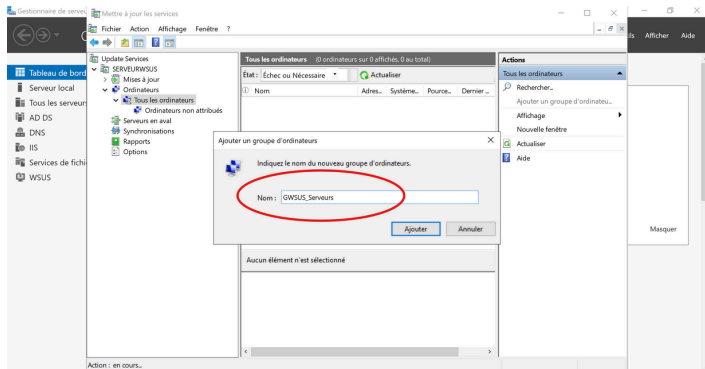 Gestionnaire de serveu
Mettre à jour les services
Fichier Action Affichage Fenêtre ?
ils Afficher Aide
Tableau de bord
Serveur local
Tous les serveurs
AD DS
DNS
IIS
Services de fichi
WSUS
Update Services
SERVEURWSUS
Mises à jour
Ordinateurs
Tous les ordinateurs
Ordinateurs non attribués
Serveurs en aval
Synchronisations
Rapports
Options
Tous les ordinateurs (0 ordinateurs sur 0 affichés, 0 au total)
État : Échec ou Nécessaire Actualiser
Nom Adres... Système... Pource... Dernier ...
Ajouter un groupe d'ordinateurs
Indiquez le nom du nouveau groupe d'ordinateurs.
Nom : GWSUS_Serveurs
Ajouter Annuler
Aucun élément n'est sélectionné
Actions
Tous les ordinateurs
Rechercher...
Ajouter un groupe d'ordinateu...
Affichage
Nouvelle fenêtre
Actualiser
Aide
Masquer
Action : en cours...